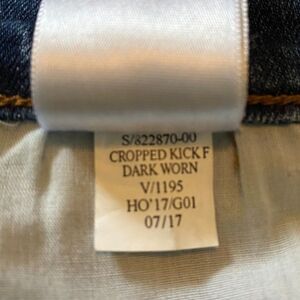 S/822870-00
CROPPED KICK F
DARK WORN
V/1195
HO'17/G01
07/17